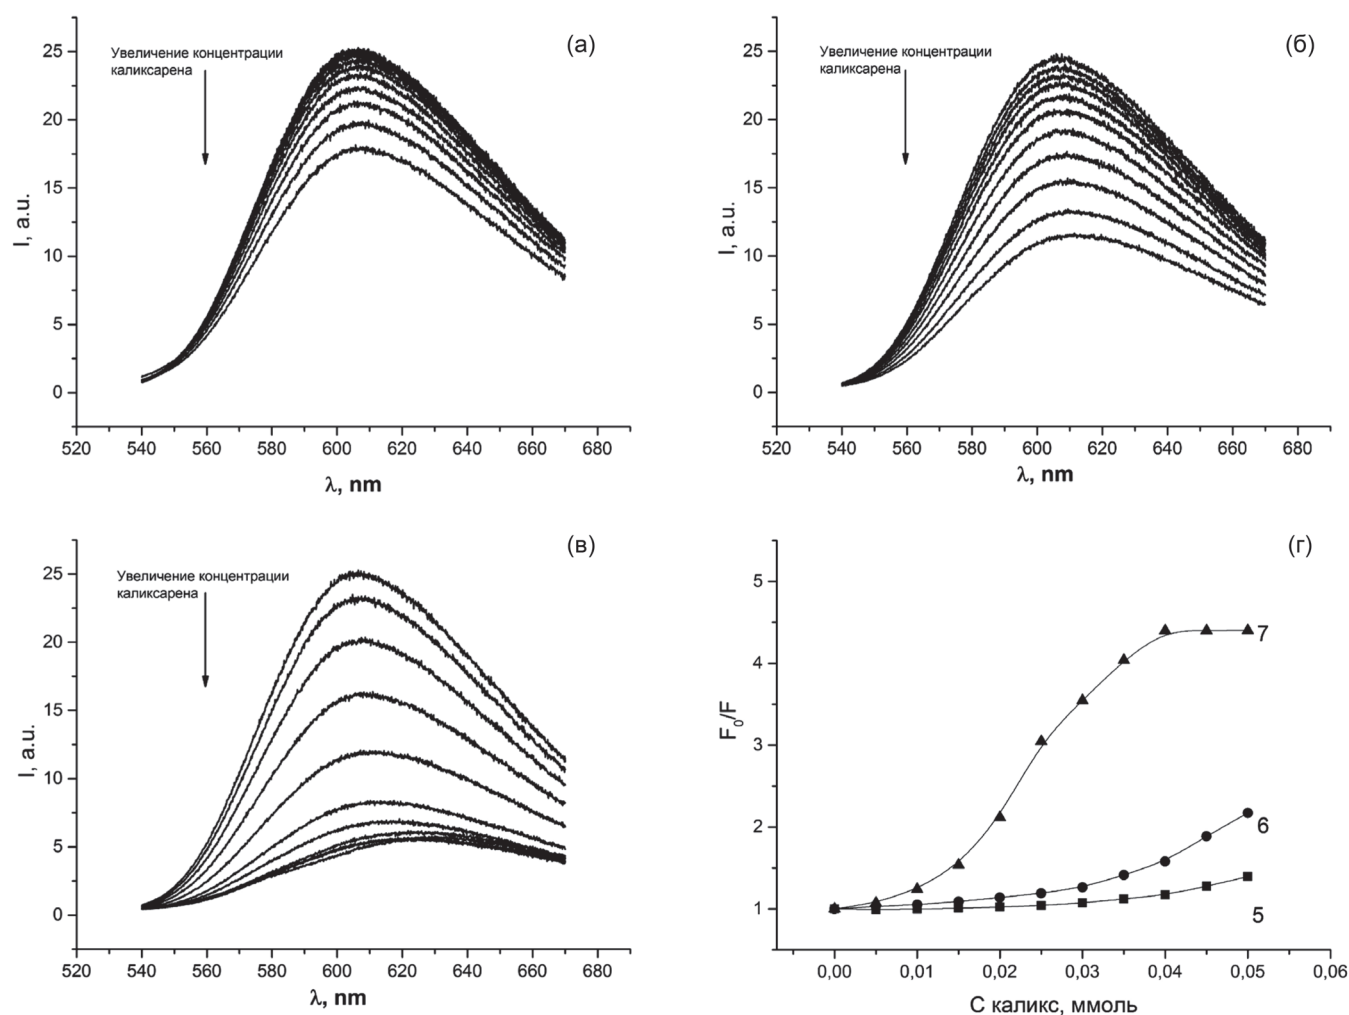 (а)
Увеличение концентрации
каликсарена
25
20
15
10
5
0
I, a.u.
520 540 560 580 600 620 640 660 680
λ, nm
(б)
Увеличение концентрации
каликсарена
25
20
15
10
5
0
I, a.u.
520 540 560 580 600 620 640 660 680
λ, nm
(в)
Увеличение концентрации
каликсарена
25
20
15
10
5
0
I, a.u.
520 540 560 580 600 620 640 660 680
λ, nm
(г)
5
4
3
2
1
F0/F
7
6
5
0,00 0,01 0,02 0,03 0,04 0,05 0,06
С каликс, ммоль